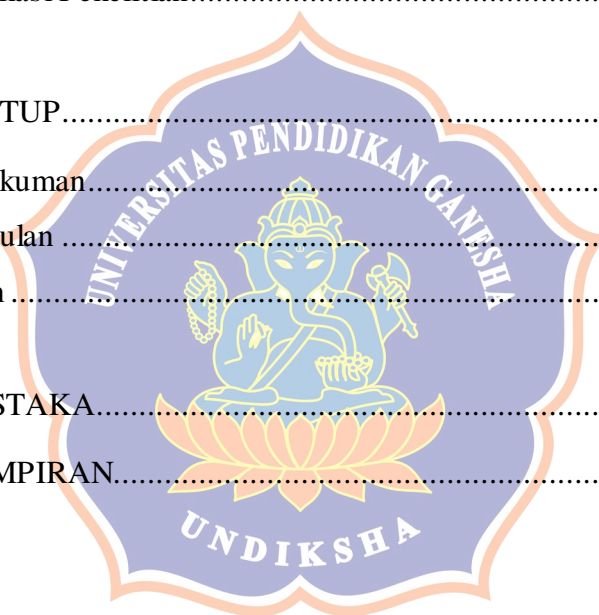 TUP
kuman
ulan
n
STAKA
MPIRAN
UNIVERSITAS PENDIDIKAN GANESHA
UNDIKSHA